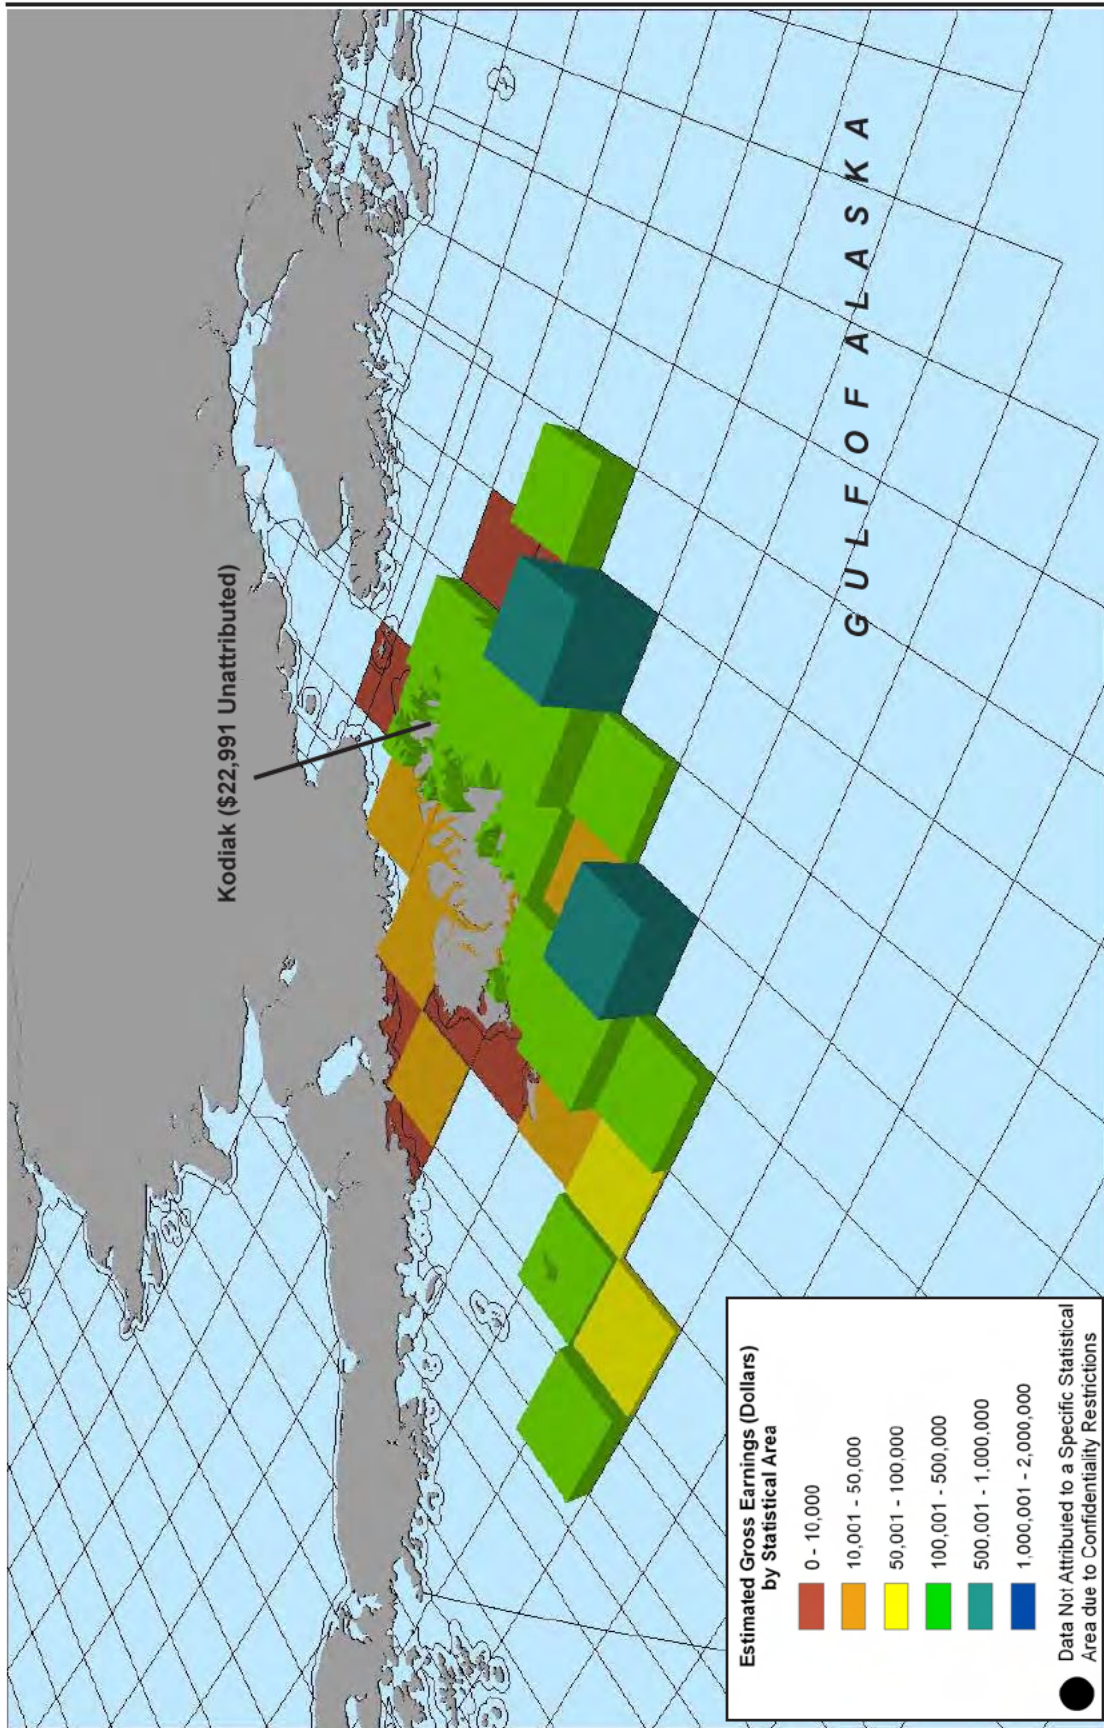 Kodiak ($22,991 Unattributed)
GULF OF ALASKA
Estimated Gross Earnings (Dollars)
by Statistical Area
0 - 10,000
10,001 - 50,000
50,001 - 100,000
100,001 - 500,000
500.001 - 1,000,000
1,000,001 - 2,000,000
Data Not Attributed to a Specific Statistical
Area due to Confidentiality Restrictions